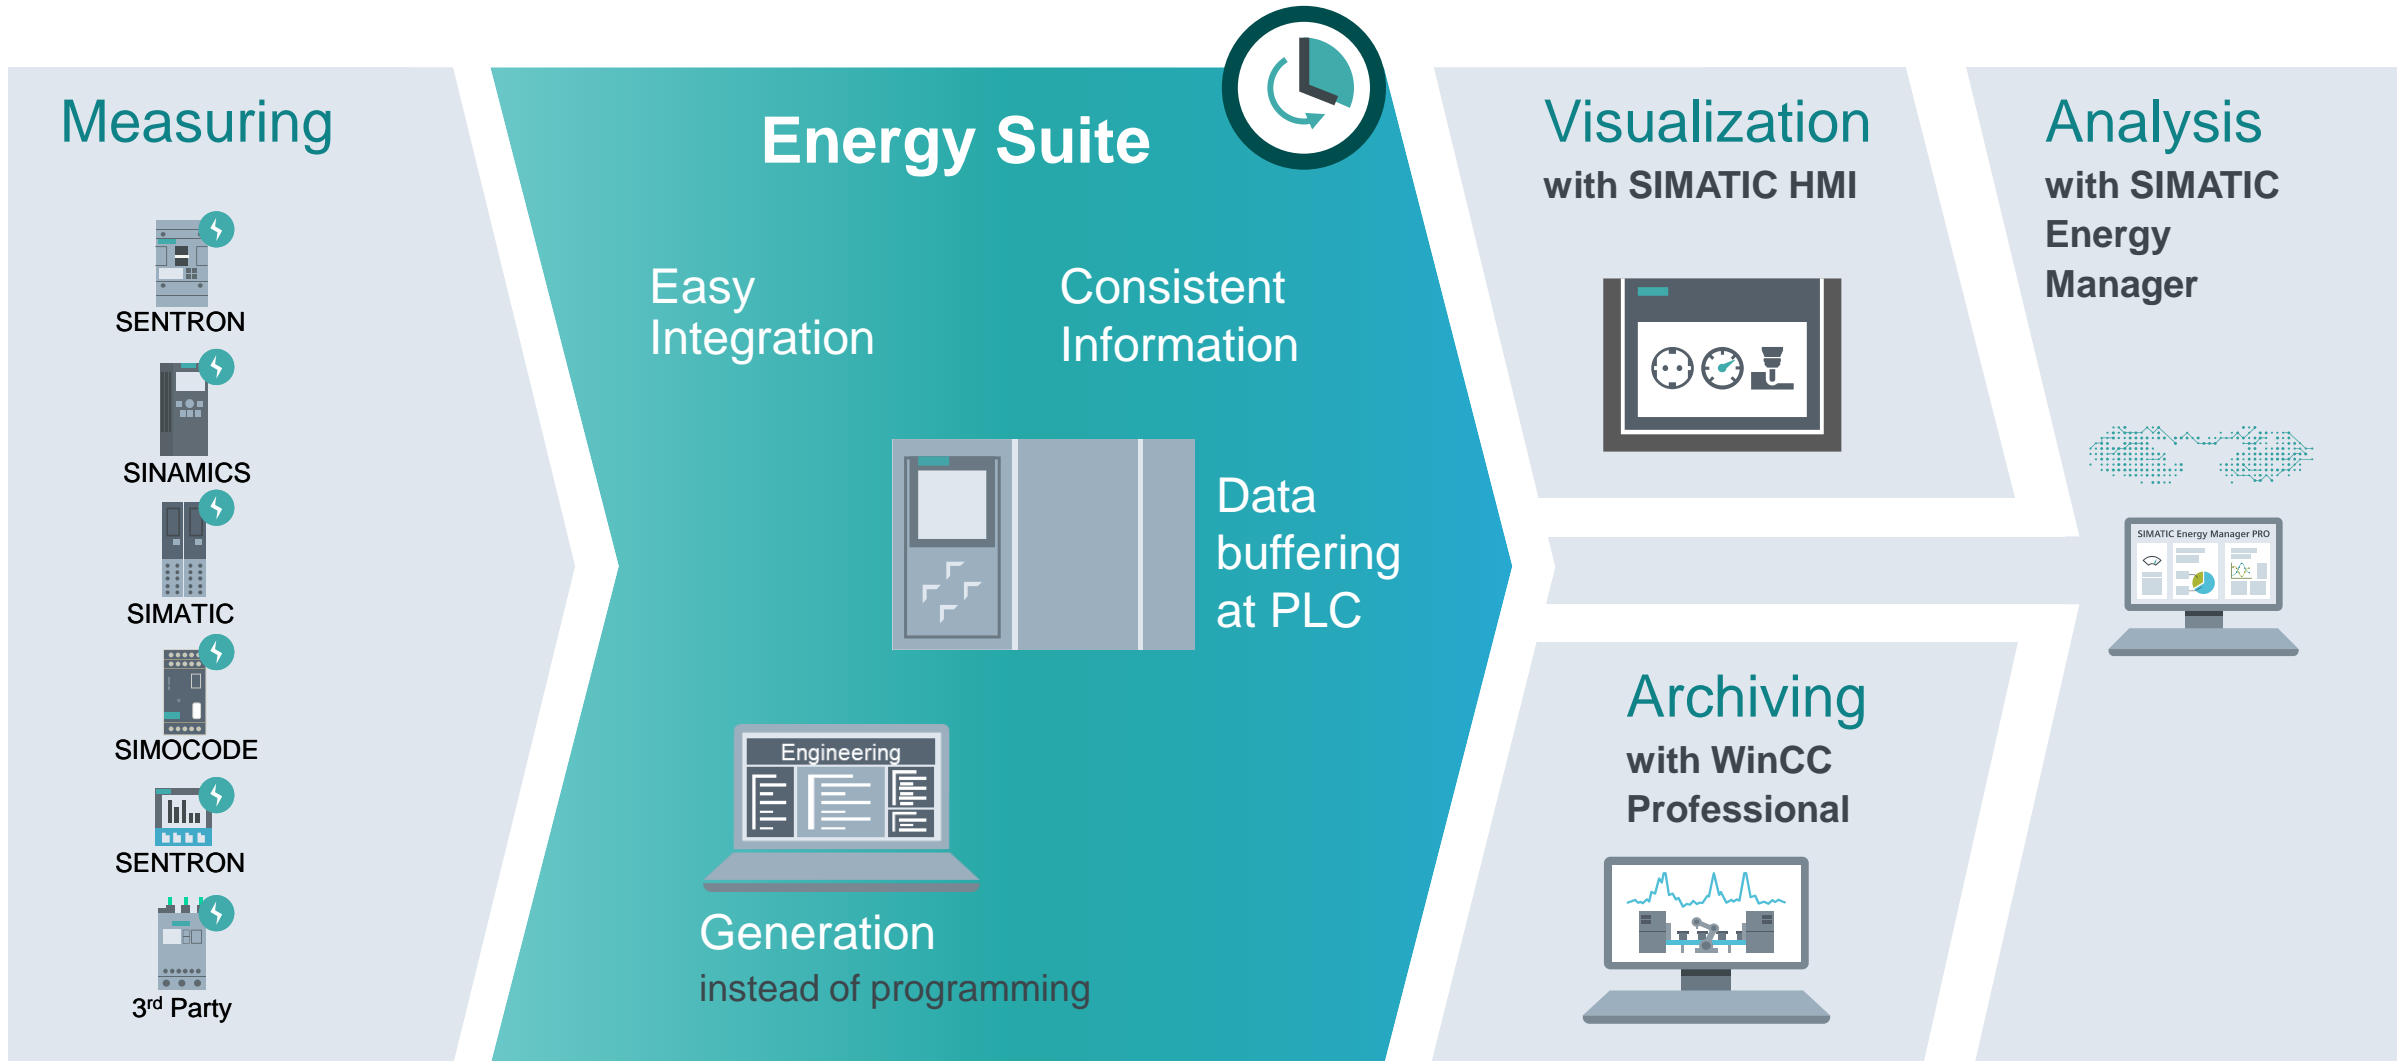 Measuring
SENTRON
SINAMICS
SIMATIC
SIMOCODE
SENTRON
3rd Party
Energy Suite
Easy
Integration
Consistent
Information
Data
buffering
at PLC
Engineering
Generation
instead of programming
Visualization
with SIMATIC HMI
Archiving
with WinCC
Professional
Analysis
with SIMATIC
Energy
Manager
SIMATIC Energy Manager PRO